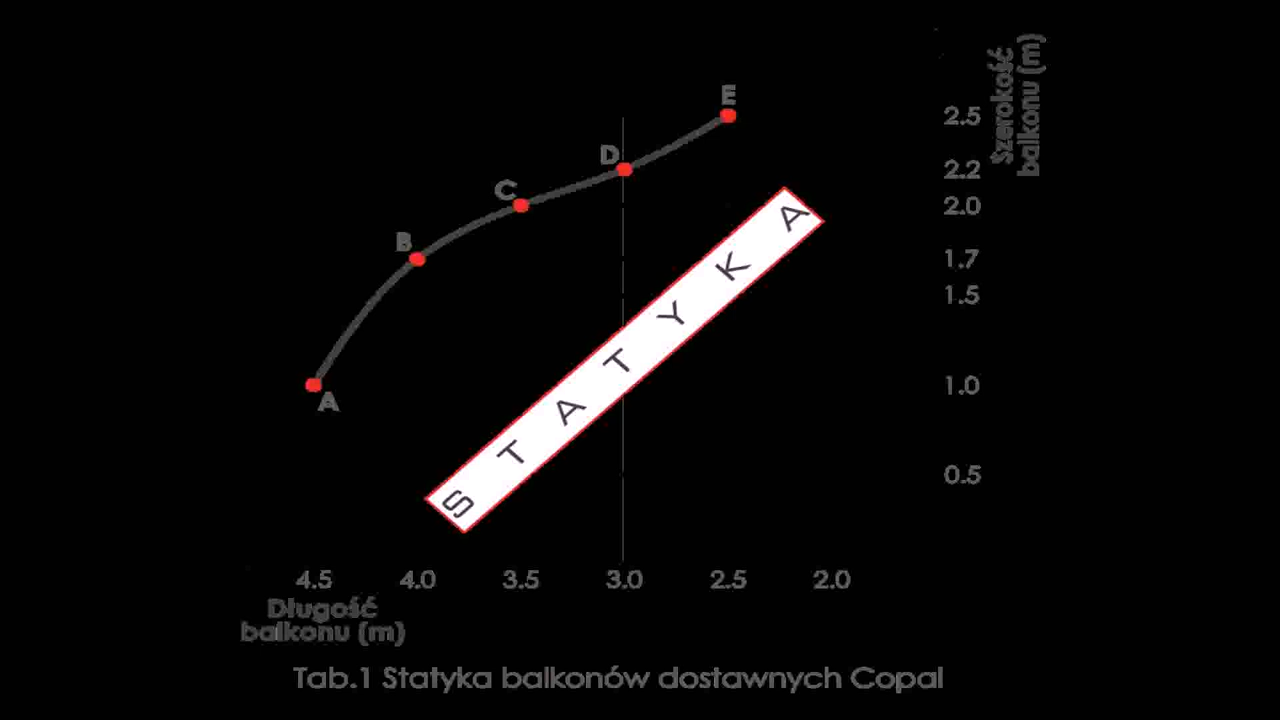 Szerokość
balkonu (m)
E
2.5
D
2.2
C
2.0
B
1.7
1.5
A
1.0
0.5
STATYKA
4.5 4.0 3.5 3.0 2.5 2.0
Długość
balkonu (m)
Tab.1 Statyka balkonów dostawnych Copal